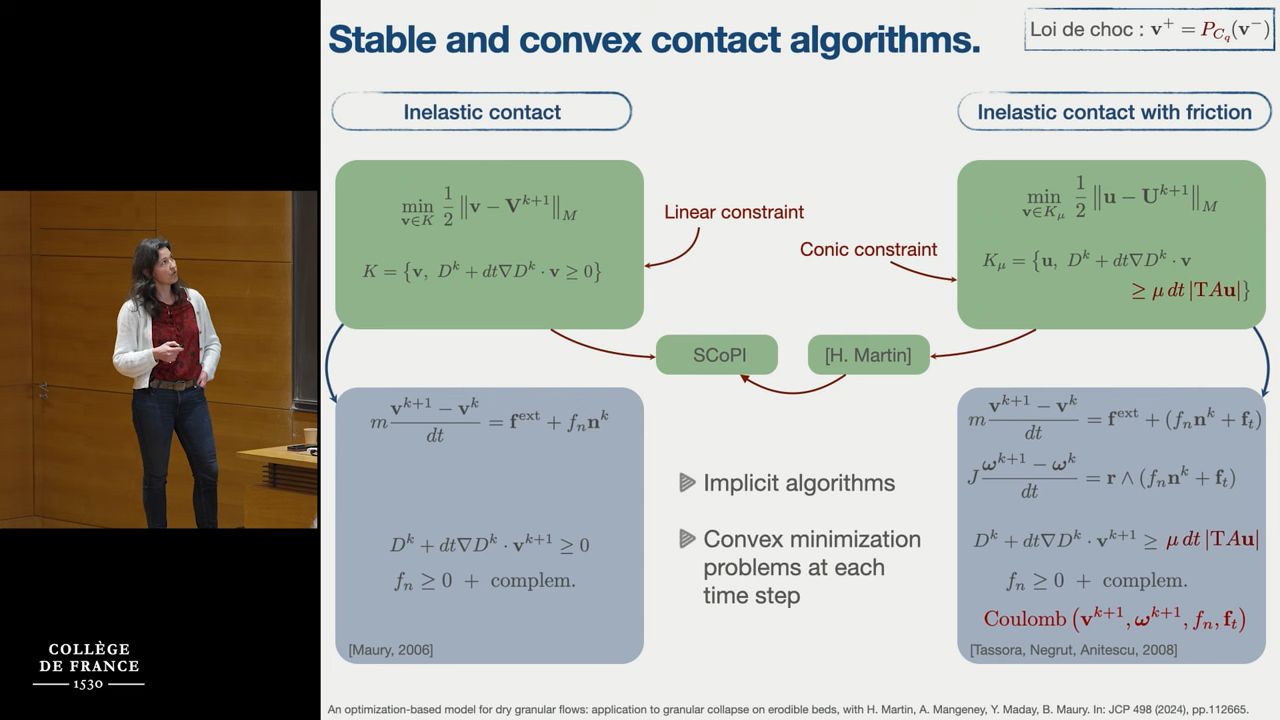 Stable and convex contact algorithms.
Loi de choc : v⁺ = P_{C_q}(v⁻)
Inelastic contact
Inelastic contact with friction
min_{v∈K} 1/2 ‖v − V^{k+1}‖_M
K = {v, D^k + dt∇D^k · v ≥ 0}
Linear constraint
Conic constraint
min_{u∈K_μ} 1/2 ‖u − U^{k+1}‖_M
K_μ = {u, D^k + dt∇D^k · v
≥ μ dt |TAu|}
SCoPI
[H. Martin]
m (v^{k+1} − v^k)/dt = f^{ext} + f_n n^k
D^k + dt∇D^k · v^{k+1} ≥ 0
f_n ≥ 0 + complem.
[Maury, 2006]
Implicit algorithms
Convex minimization
problems at each
time step
m (v^{k+1} − v^k)/dt = f^{ext} + (f_n n^k + f_t)
J (ω^{k+1} − ω^k)/dt = r ∧ (f_n n^k + f_t)
D^k + dt∇D^k · v^{k+1} ≥ μ dt |TAu|
f_n ≥ 0 + complem.
Coulomb (v^{k+1}, ω^{k+1}, f_n, f_t)
[Tassora, Negrut, Anitescu, 2008]
COLLÈGE
DE FRANCE
1530
An optimization-based model for dry granular flows: application to granular collapse on erodible beds, with H. Martin, A. Mangeney, Y. Maday, B. Maury. In: JCP 498 (2024), pp.112665.